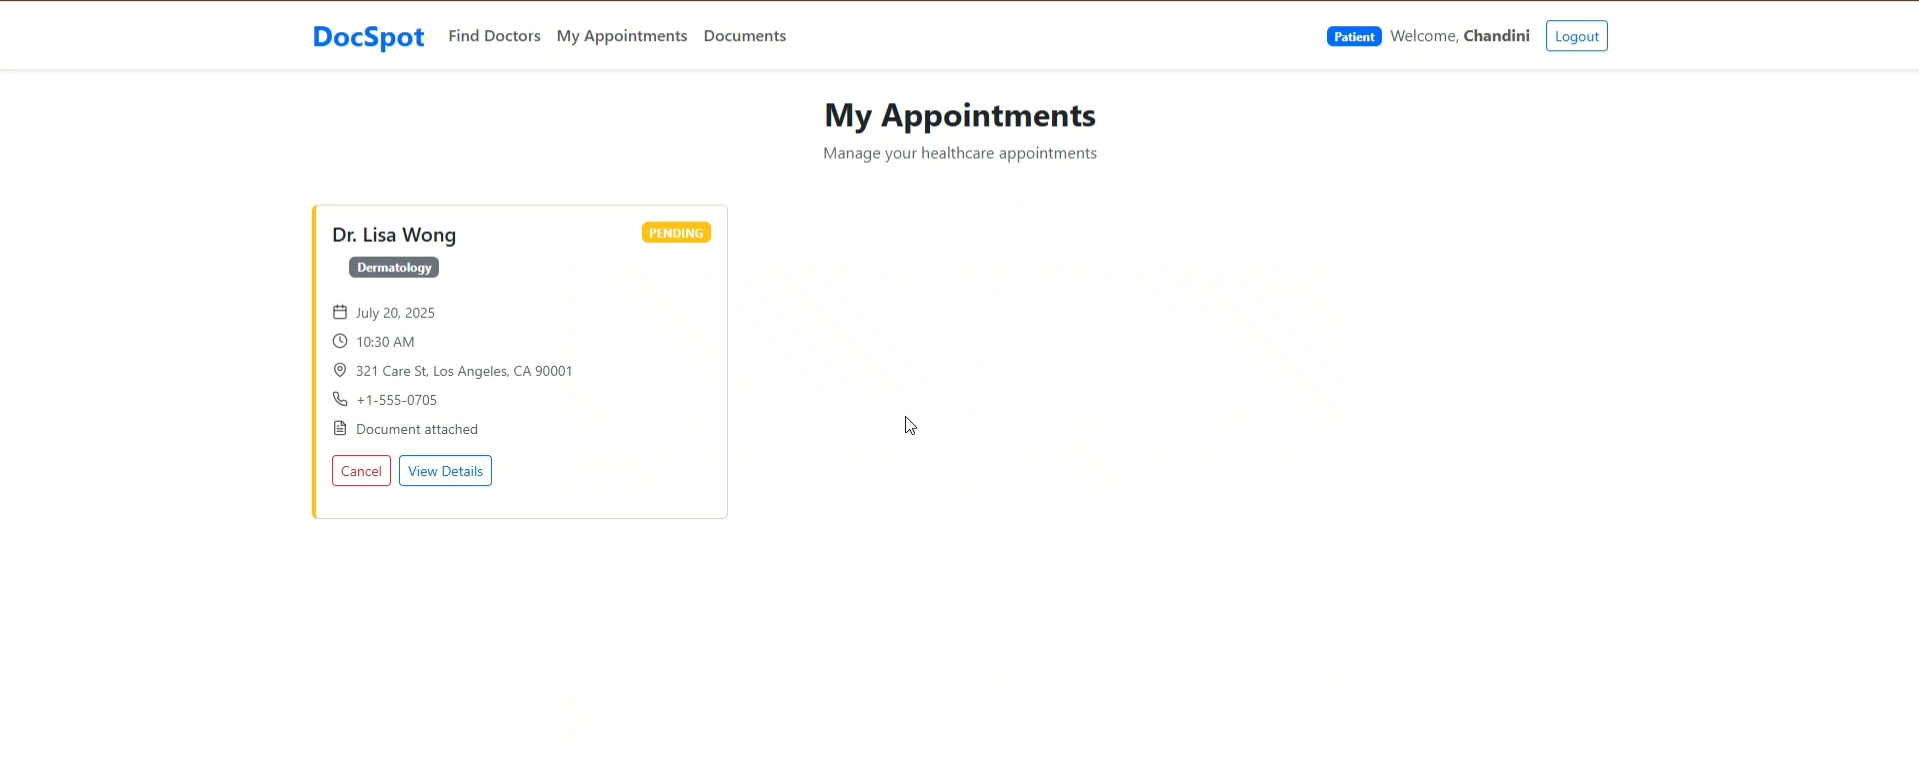 DocSpot Find Doctors My Appointments Documents Patient Welcome, Chandini Logout
My Appointments
Manage your healthcare appointments
Dr. Lisa Wong PENDING
Dermatology
July 20, 2025
10:30 AM
321 Care St, Los Angeles, CA 90001
+1-555-0705
Document attached
Cancel View Details